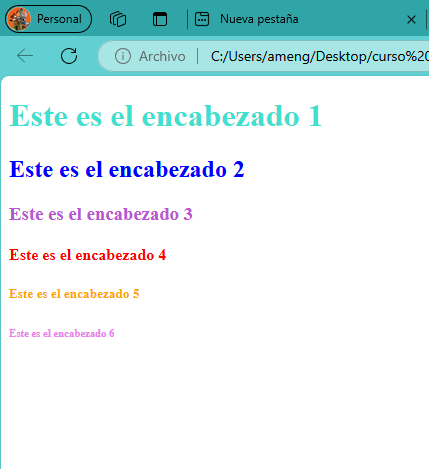 Personal
Nueva pestaña
Archivo
C:/Users/ameng/Desktop/curso%20
Este es el encabezado 1
Este es el encabezado 2
Este es el encabezado 3
Este es el encabezado 4
Este es el encabezado 5
Este es el encabezado 6